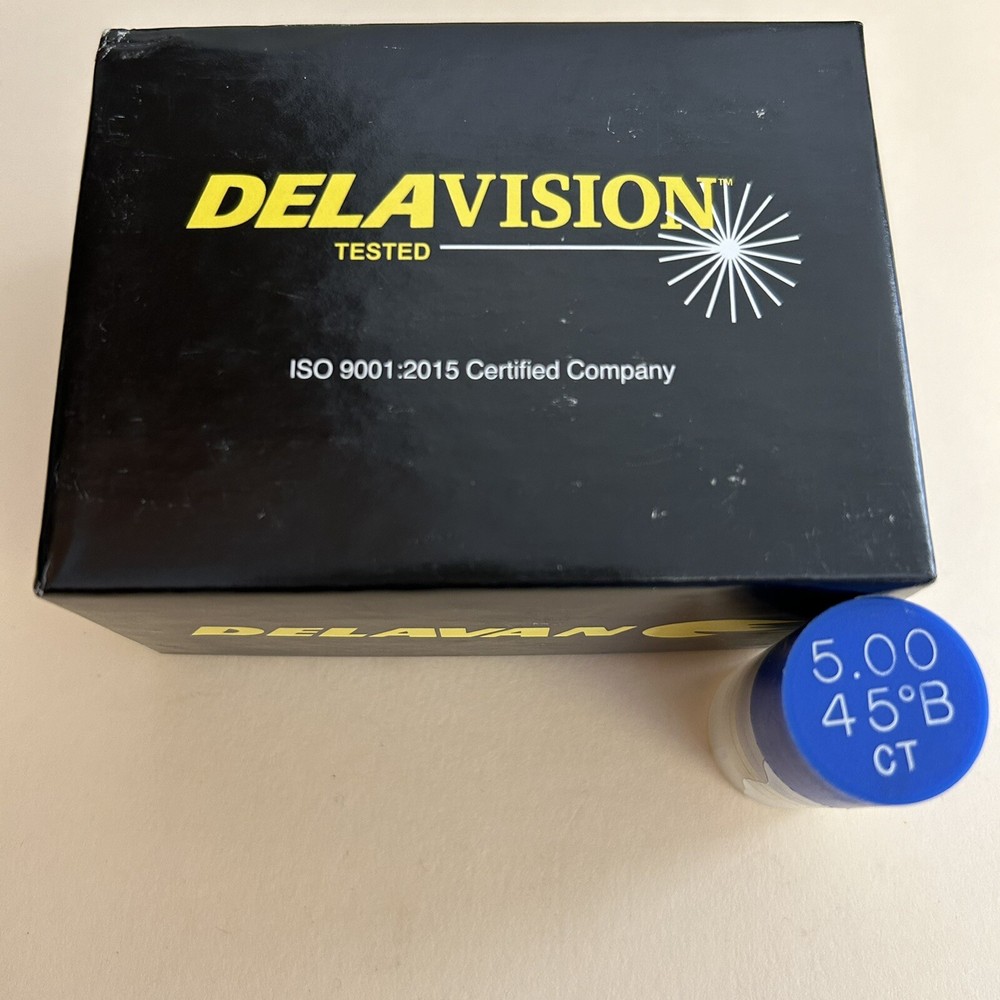 DELAVISION™
TESTED
ISO 9001:2015 Certified Company
DELAVAN
5.00
45°B
CT